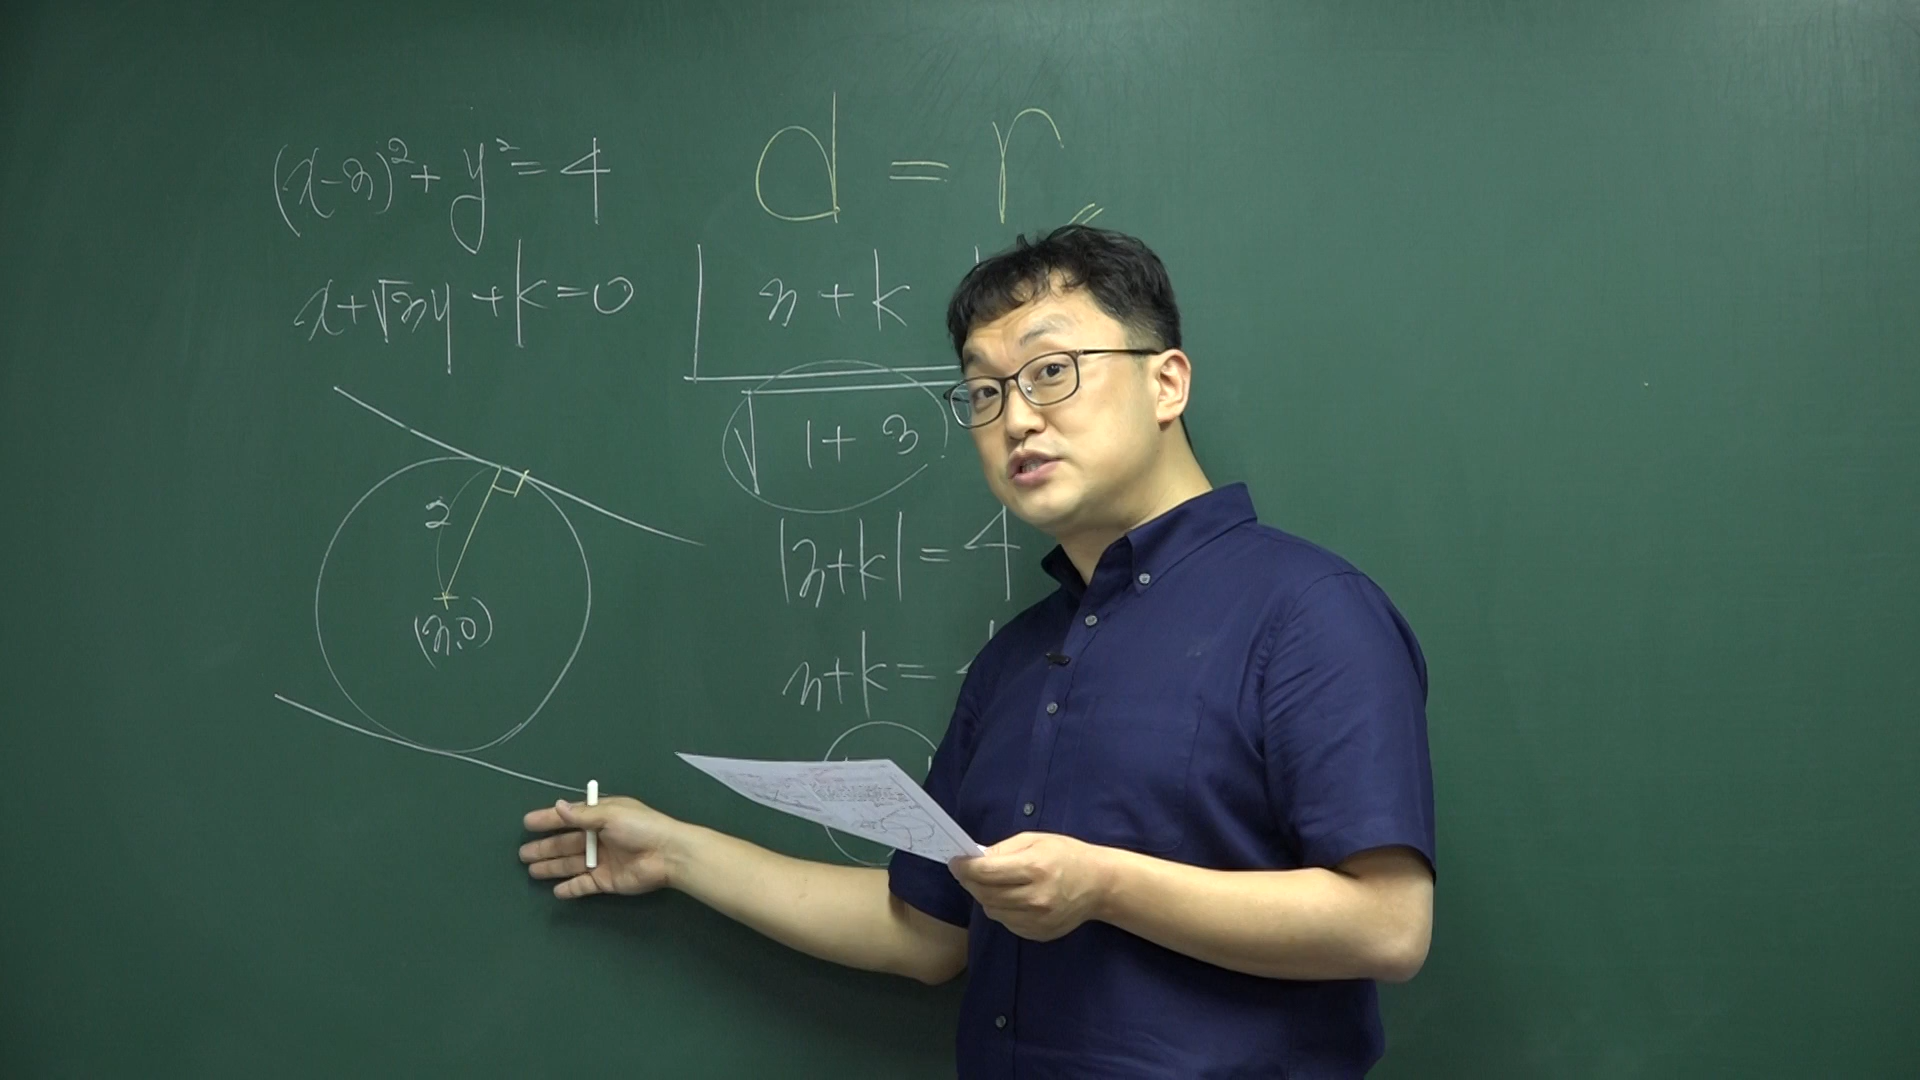 (x-3)²+y²=4
x+√3y+k=0
d=r
|3+k
√1+3
|3+k|=4
3+k=
2
(3,0)